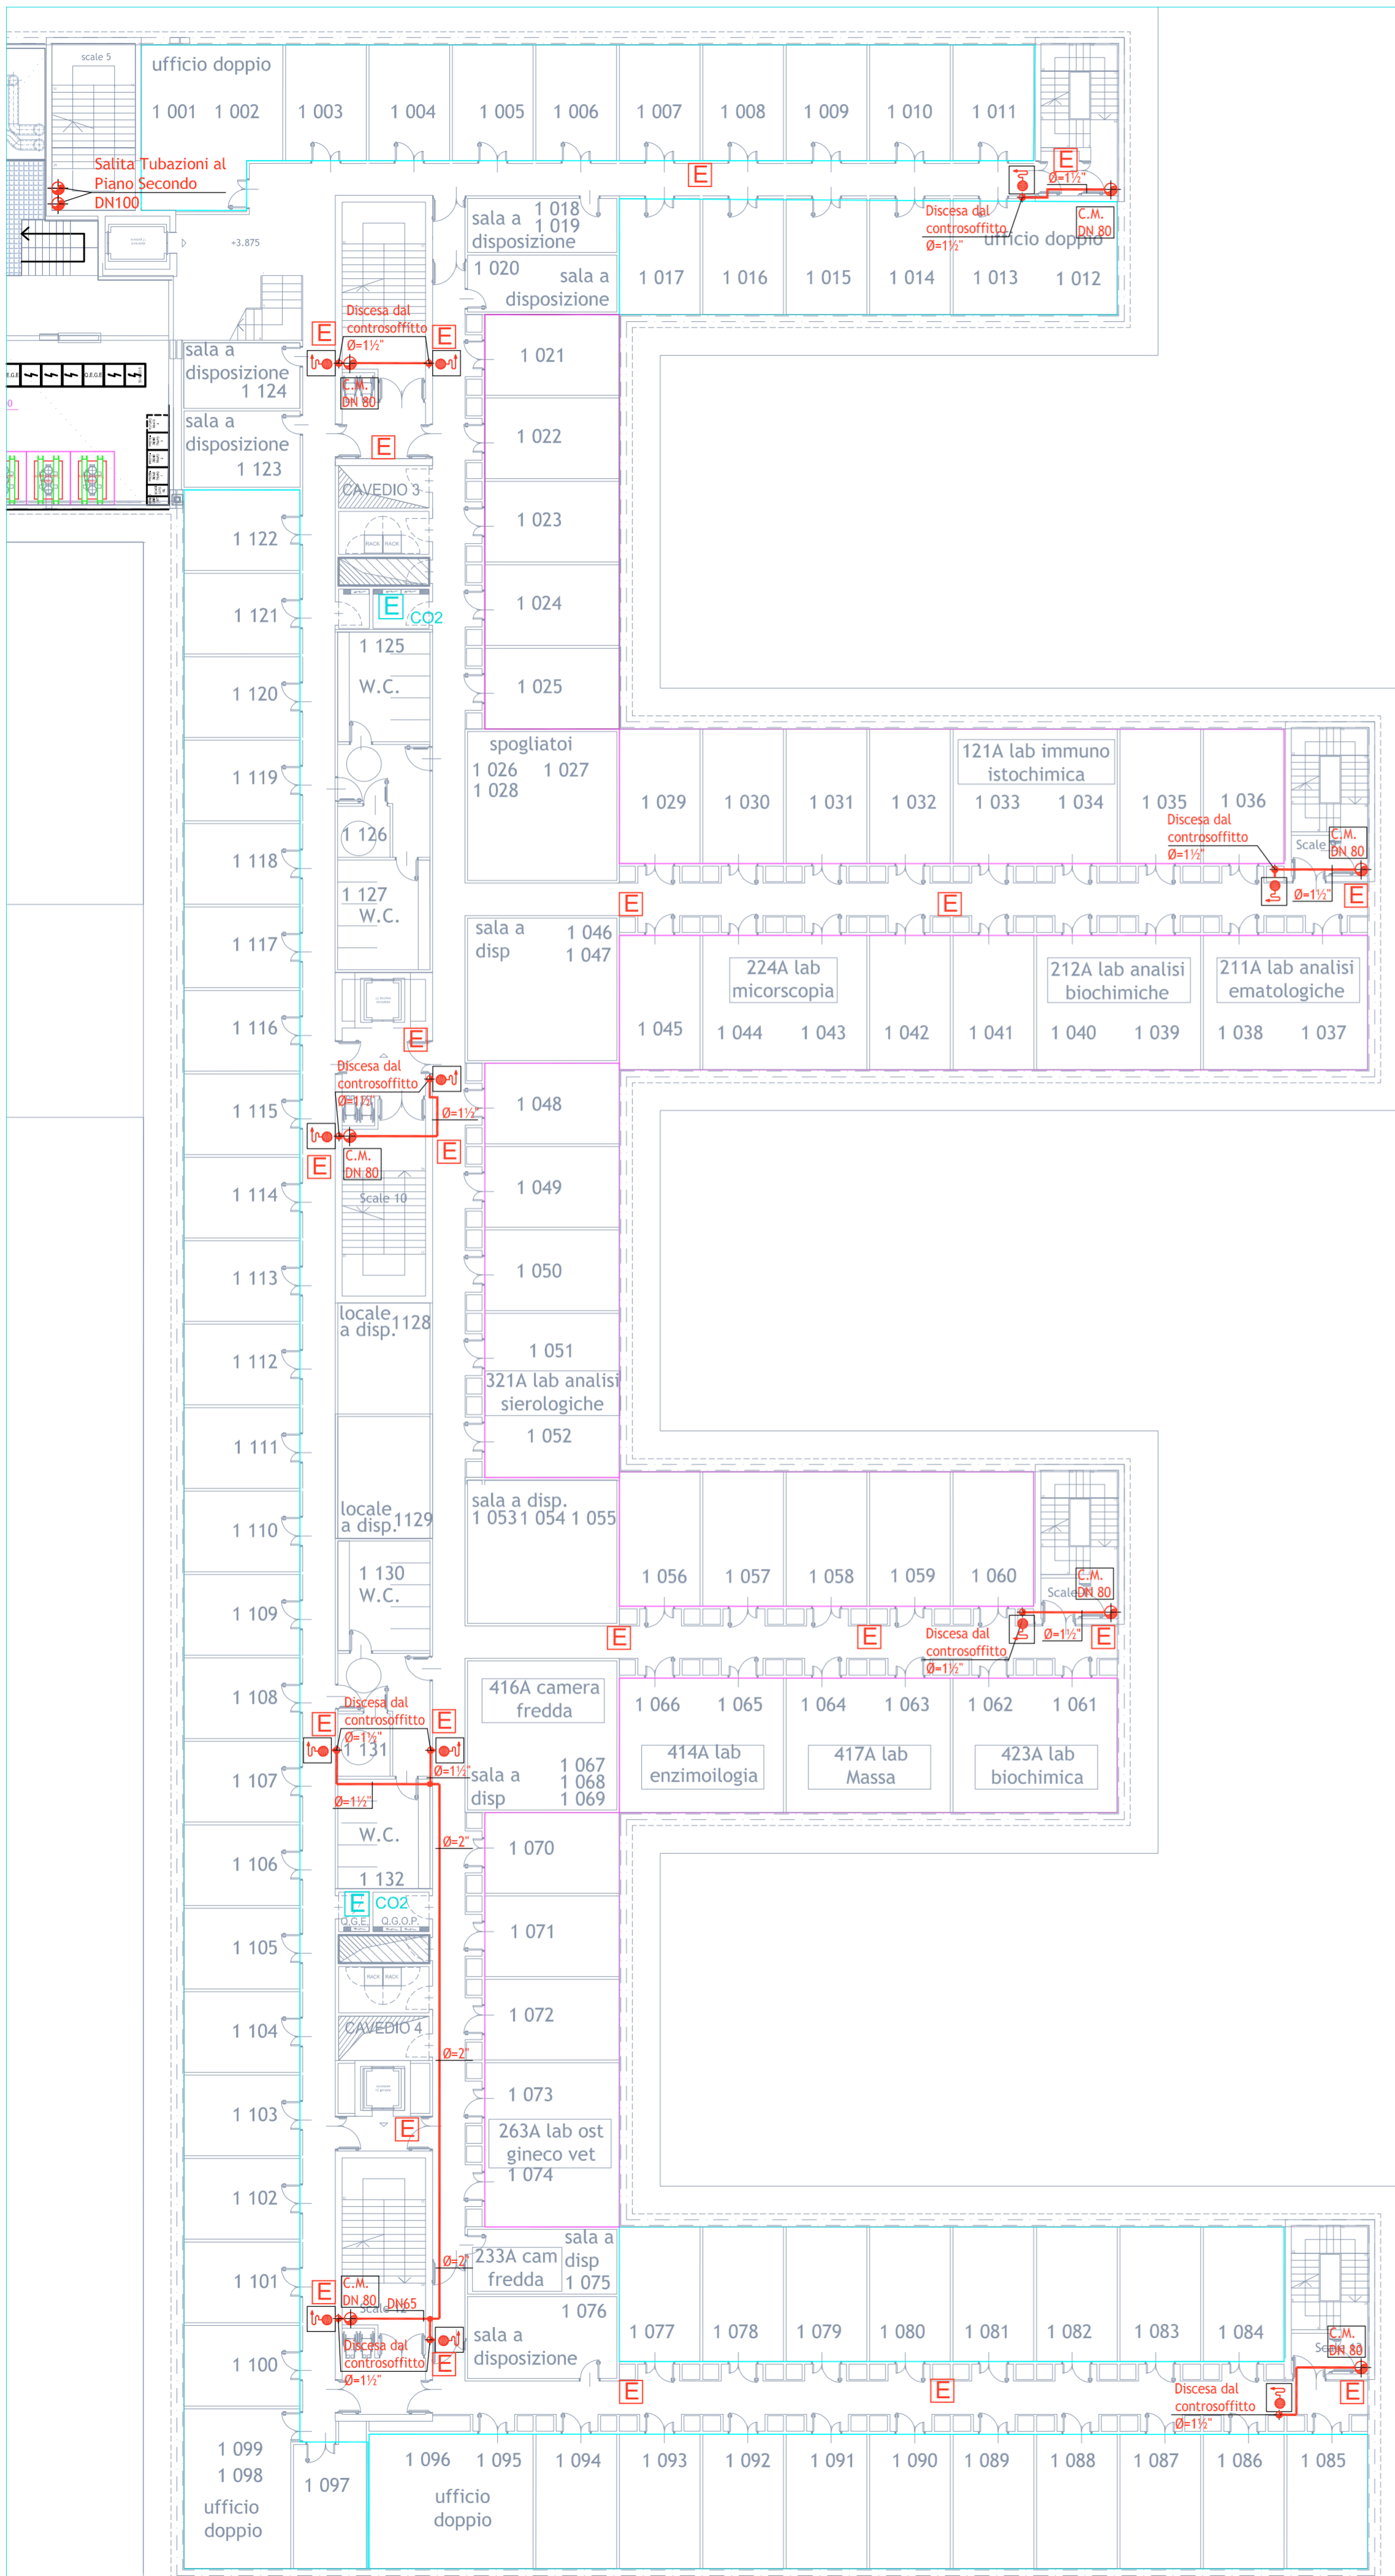 scale 5
ufficio doppio
1 001 1 002 1 003 1 004 1 005 1 006 1 007 1 008 1 009 1 010 1 011
Salita Tubazioni al
Piano Secondo
DN100
E
E
Ø=1½"
Discesa dal
controsoffitto
Ø=1½"
C.M.
DN 80
ufficio doppio
1 018
sala a 1 019
disposizione
+3.875
1 020 sala a
disposizione
1 017 1 016 1 015 1 014 1 013 1 012
Discesa dal
controsoffitto
Ø=1½"
E
E
C.M.
DN 80
sala a
disposizione
1 124
1 021
Q.E.G.E
sala a
disposizione
1 123
E
1 022
CAVEDIO 3
RACK RACK
1 122
1 023
E CO2
1 121
1 024
1 125
W.C.
1 120
1 025
spogliatoi
1 026 1 027
1 028
121A lab immuno
istochimica
1 119
1 029 1 030 1 031 1 032 1 033 1 034 1 035 1 036
1 126
Discesa dal
controsoffitto
Ø=1½"
Scale
C.M.
DN 80
1 118
1 127
W.C.
E
E
Ø=1½"
E
1 117
sala a
disp
1 046
1 047
224A lab
micorscopia
212A lab analisi
biochimiche
211A lab analisi
ematologiche
1 116
1 045 1 044 1 043 1 042 1 041 1 040 1 039 1 038 1 037
E
Discesa dal
controsoffitto
Ø=1½"
Ø=1½"
1 115
1 048
E
E
C.M.
DN 80
Scale 10
1 114
1 049
1 113
1 050
locale
a disp. 1128
1 112
1 051
321A lab analisi
sierologiche
1 052
1 111
locale
a disp. 1129
sala a disp.
1 053 1 054 1 055
1 110
1 130
W.C.
1 056 1 057 1 058 1 059 1 060
Scale
C.M.
DN 80
1 109
E
E
Discesa dal
controsoffitto
Ø=1½"
Ø=1½"
E
1 108
416A camera
fredda
1 066 1 065 1 064 1 063 1 062 1 061
Discesa dal
controsoffitto
Ø=1½"
E
E
1 131
414A lab
enzimoilogia
417A lab
Massa
423A lab
biochimica
1 107
Ø=1½"
Ø=1½"
sala a
disp
1 067
1 068
1 069
W.C.
Ø=2"
1 070
1 106
1 132
E CO2
Q.G.E. Q.G.O.P.
1 105
1 071
RACK RACK
1 104
CAVEDIO 4
1 072
Ø=2"
1 103
1 073
E
263A lab ost
gineco vet
1 074
1 102
Ø=2"
233A cam
fredda
sala a
disp
1 075
1 101
E
C.M.
DN 80
DN65
Scale 12
1 076
sala a
disposizione
1 077 1 078 1 079 1 080 1 081 1 082 1 083 1 084
C.M.
DN 80
1 100
Discesa dal
controsoffitto
Ø=1½"
E
E
E
Discesa dal
controsoffitto
Ø=1½"
E
1 099
1 098
ufficio
doppio
1 097
1 096 1 095 1 094 1 093 1 092 1 091 1 090 1 089 1 088 1 087 1 086 1 085
ufficio
doppio